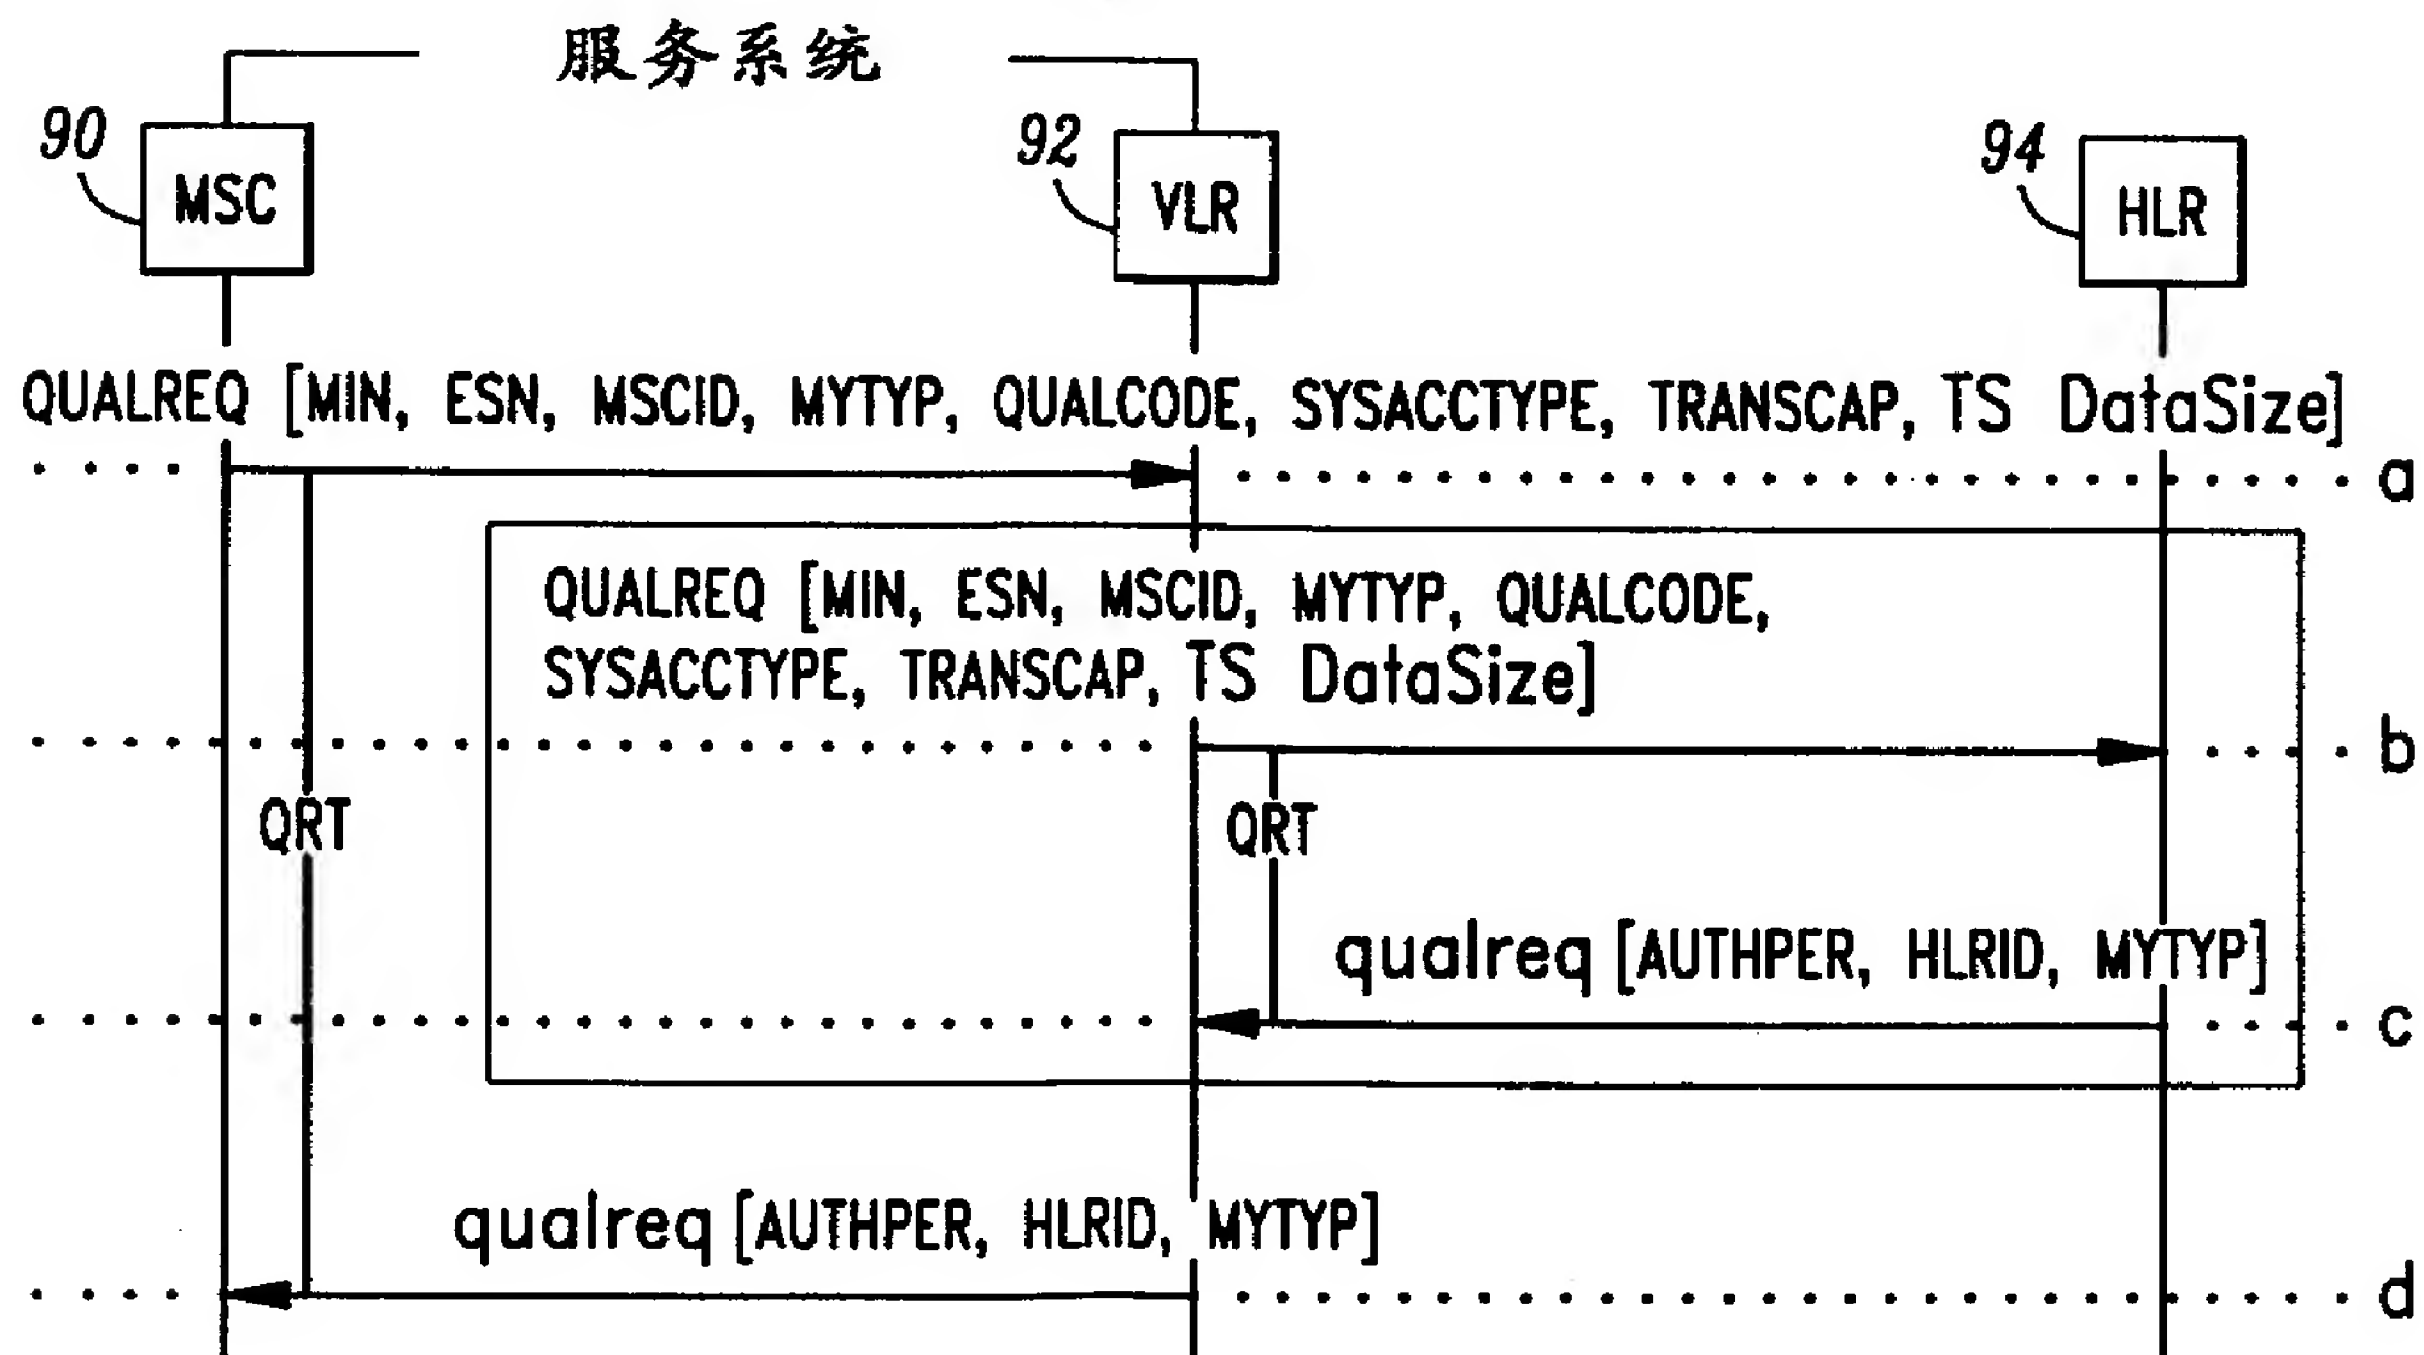 服务系统
90
MSC
92
VLR
94
HLR
QUALREQ [MIN, ESN, MSCID, MYTYP, QUALCODE, SYSACCTYPE, TRANSCAP, TS DataSize]
a
QUALREQ [MIN, ESN, MSCID, MYTYP, QUALCODE,
SYSACCTYPE, TRANSCAP, TS DataSize]
b
QRT
QRT
qualreq [AUTHPER, HLRID, MYTYP]
c
qualreq [AUTHPER, HLRID, MYTYP]
d